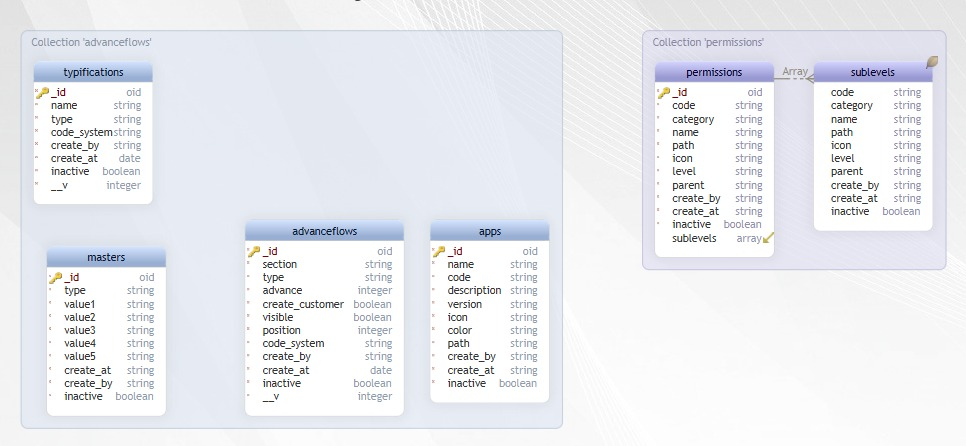 Collection 'advanceflows'
typifications
_id oid
name string
type string
code_system string
create_by string
create_at date
inactive boolean
__v integer
masters
_id oid
type string
value1 string
value2 string
value3 string
value4 string
value5 string
create_at string
create_by string
inactive boolean
advanceflows
_id oid
section string
type string
advance integer
create_customer boolean
visible boolean
position integer
code_system string
create_by string
create_at date
inactive boolean
__v integer
apps
_id oid
name string
code string
description string
version string
icon string
color string
path string
create_by string
create_at string
inactive boolean
Collection 'permissions'
permissions
_id oid
code string
category string
name string
path string
icon string
level string
parent string
create_by string
create_at string
inactive boolean
sublevels array
Array
sublevels
code string
category string
name string
path string
icon string
level string
parent string
create_by string
create_at string
inactive boolean